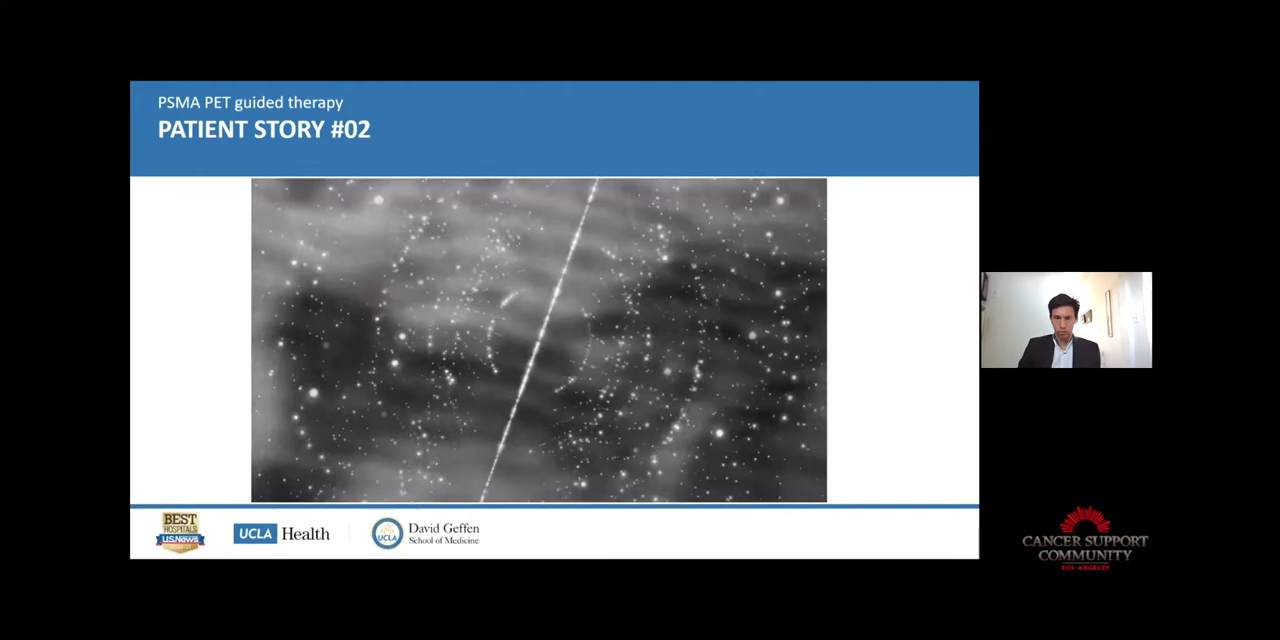 PSMA PET guided therapy
PATIENT STORY #02
BEST
HOSPITALS
U.S.News
UCLA Health
UCLA
David Geffen
School of Medicine
CANCER SUPPORT
COMMUNITY
LOS ANGELES